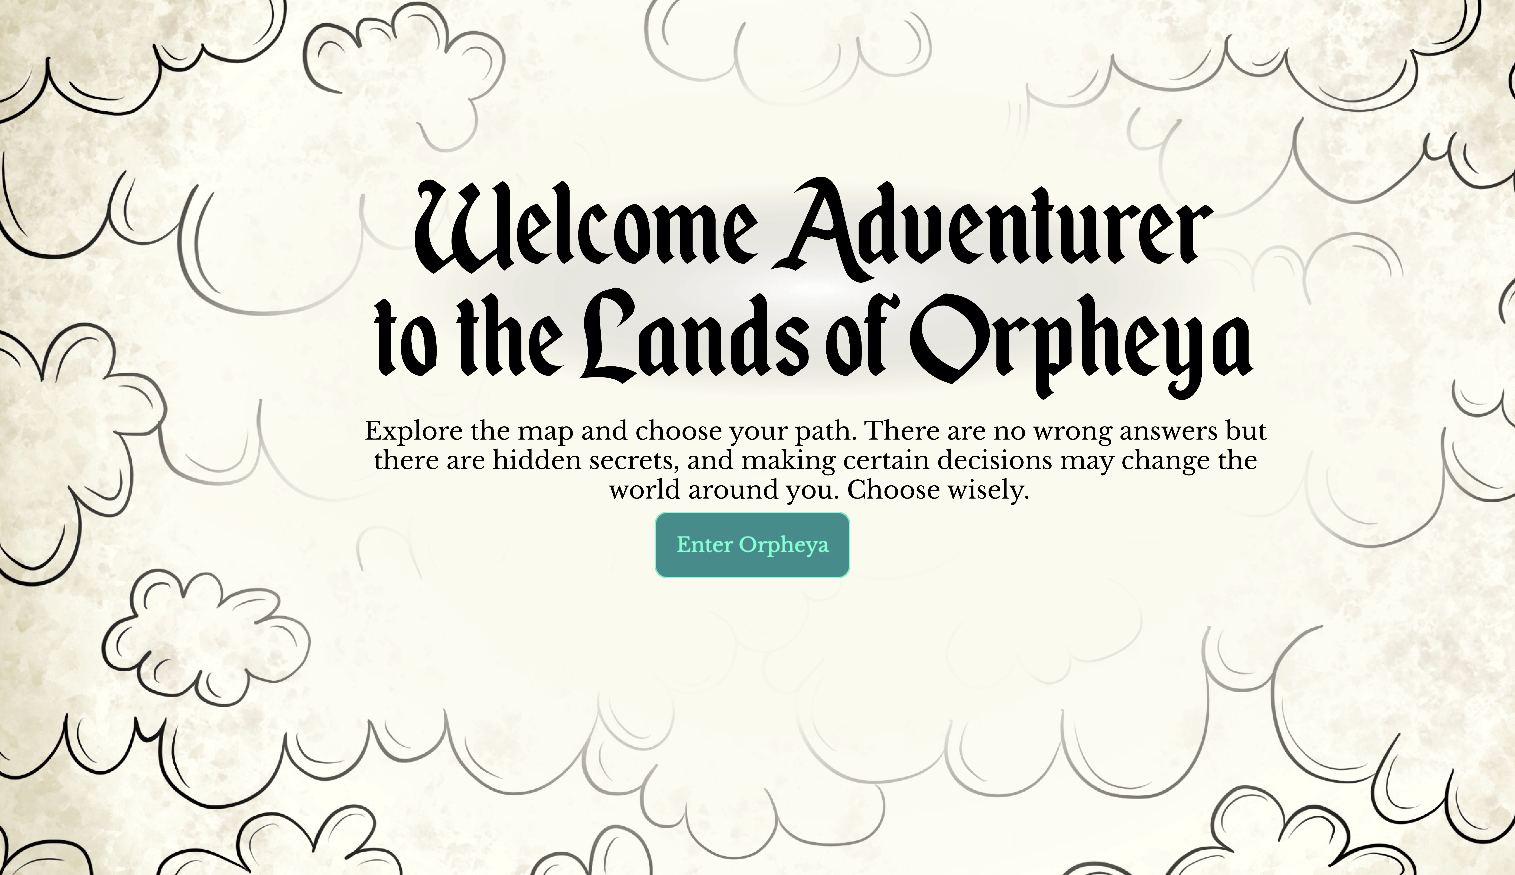 Welcome Adventurer
to the Lands of Orpheya
Explore the map and choose your path. There are no wrong answers but
there are hidden secrets, and making certain decisions may change the
world around you. Choose wisely.
Enter Orpheya